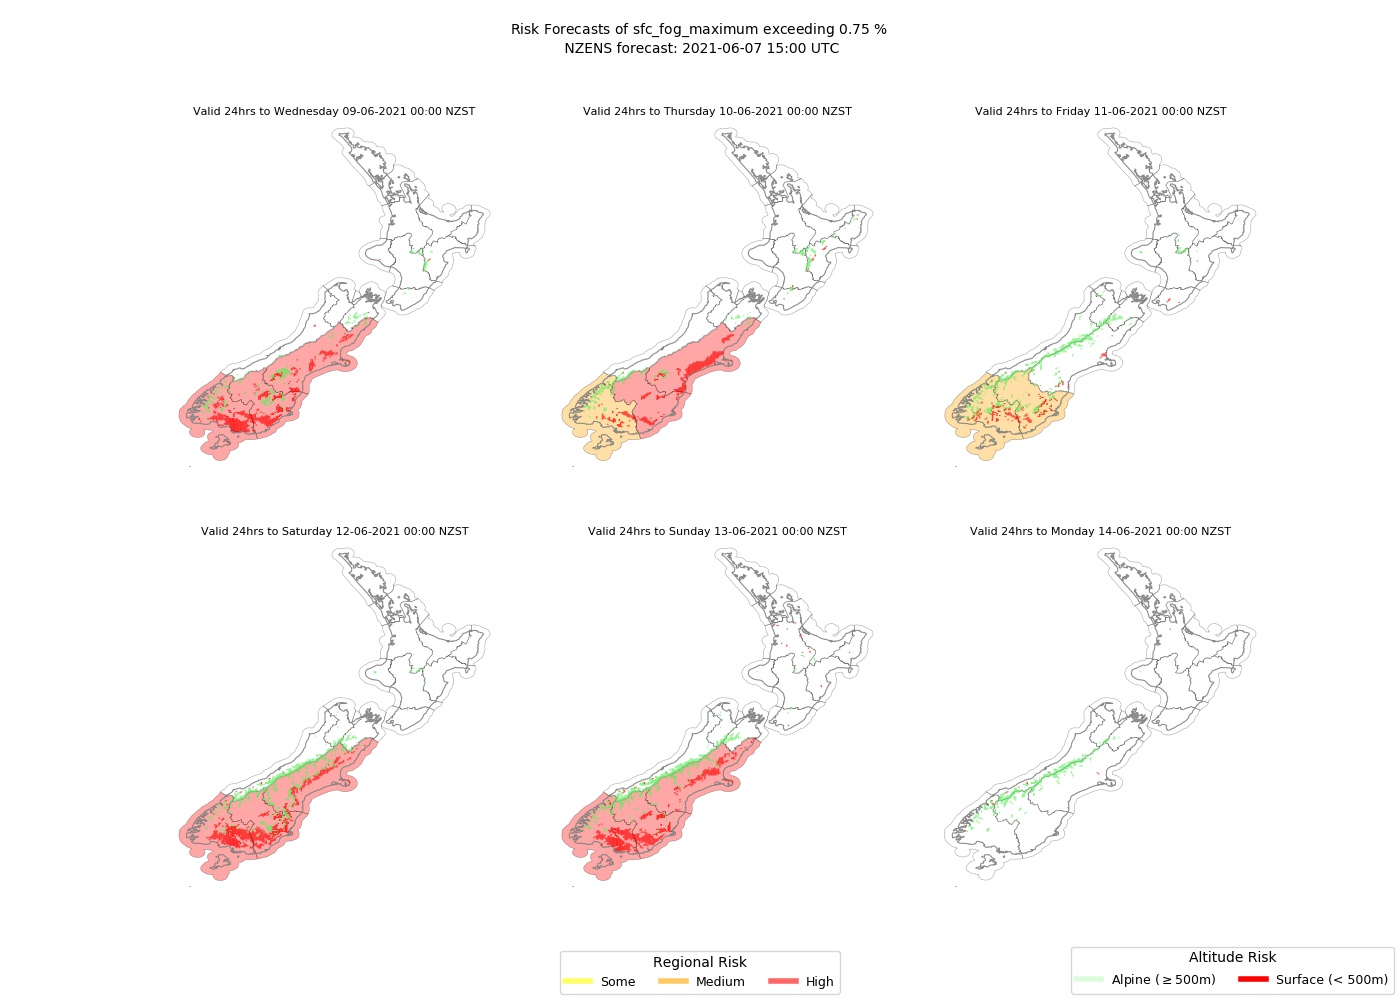 Risk Forecasts of sfc_fog_maximum exceeding 0.75 %
NZENS forecast: 2021-06-07 15:00 UTC
Valid 24hrs to Wednesday 09-06-2021 00:00 NZST
Valid 24hrs to Thursday 10-06-2021 00:00 NZST
Valid 24hrs to Friday 11-06-2021 00:00 NZST
Valid 24hrs to Saturday 12-06-2021 00:00 NZST
Valid 24hrs to Sunday 13-06-2021 00:00 NZST
Valid 24hrs to Monday 14-06-2021 00:00 NZST
Regional Risk
Some
Medium
High
Altitude Risk
Alpine (≥500m)
Surface (< 500m)